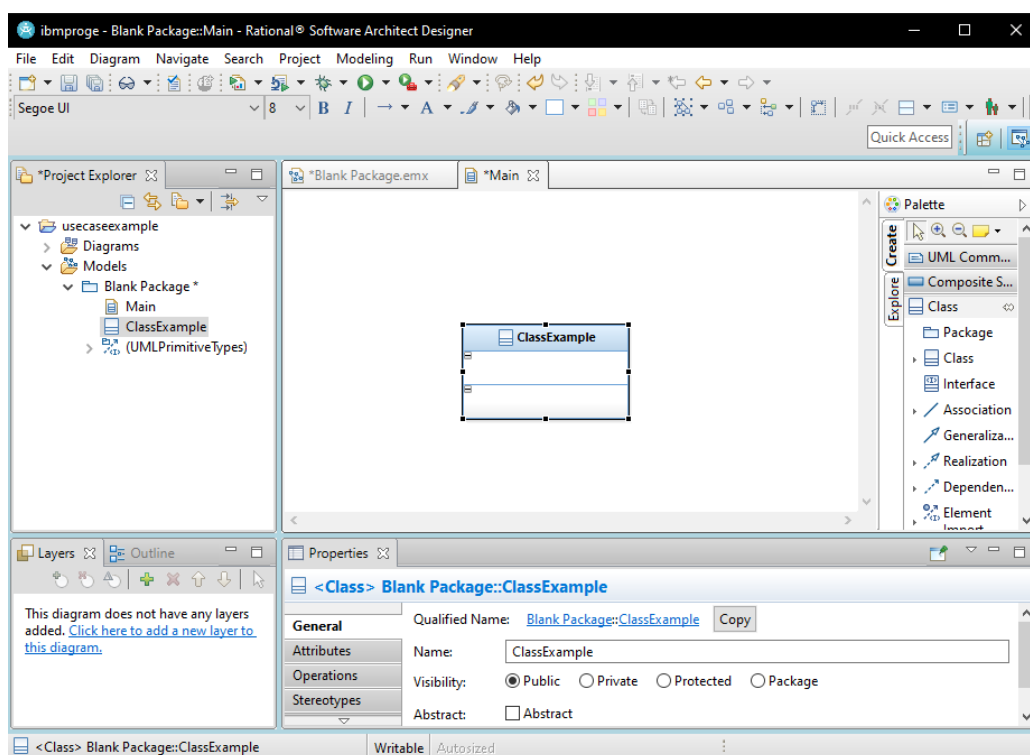 ibmproge - Blank Package::Main - Rational® Software Architect Designer
File Edit Diagram Navigate Search Project Modeling Run Window Help
Segoe UI 8 B I A
Quick Access
*Project Explorer
usecaseexample
Diagrams
Models
Blank Package *
Main
ClassExample
(UMLPrimitiveTypes)
*Blank Package.emx *Main
ClassExample
Palette
Create
Explore
UML Comm...
Composite S...
Class
Package
Class
Interface
Association
Generaliza...
Realization
Dependen...
Element
Layers Outline
This diagram does not have any layers
added. Click here to add a new layer to
this diagram.
Properties
<Class> Blank Package::ClassExample
General
Attributes
Operations
Stereotypes
Qualified Name: Blank Package::ClassExample Copy
Name: ClassExample
Visibility: Public Private Protected Package
Abstract: Abstract
<Class> Blank Package::ClassExample Writable Autosized